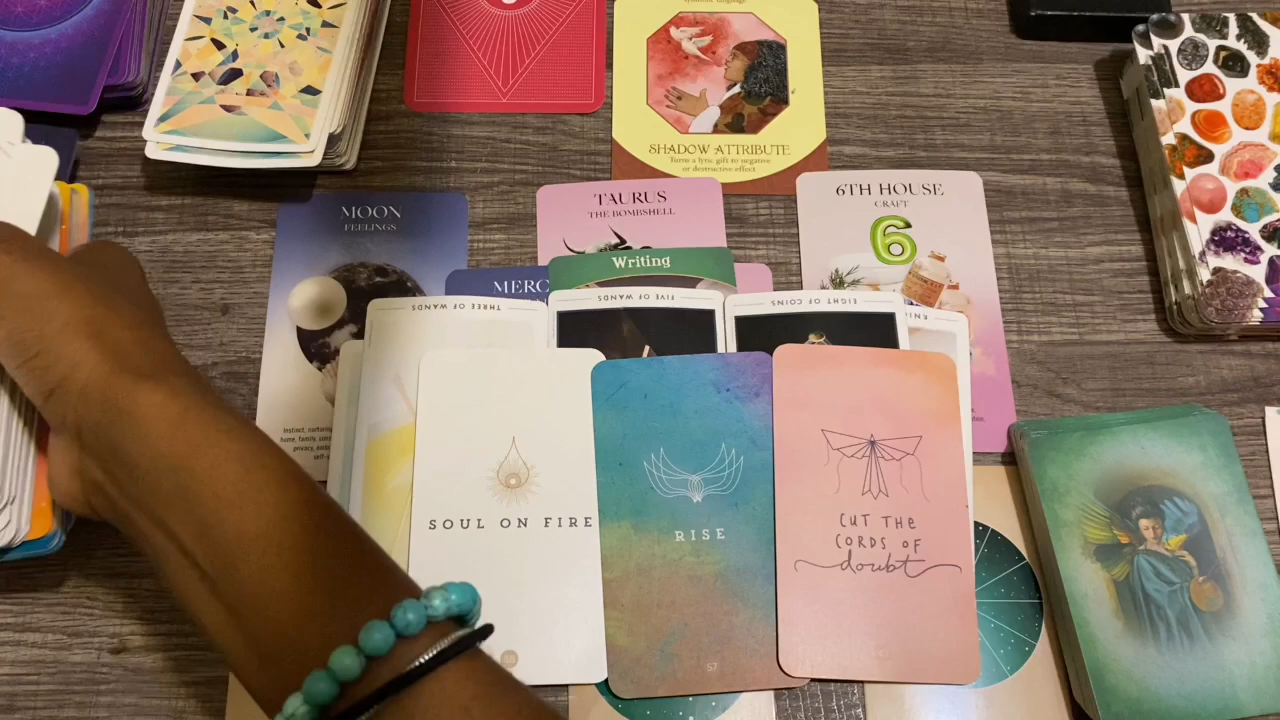 SHADOW ATTRIBUTE
Turns a lyric gift to negative
or destructive effect
MOON
FEELINGS
TAURUS
THE BOMBSHELL
6TH HOUSE
CRAFT
6
Writing
MERC
THREE OF WANDS
FIVE OF WANDS
EIGHT OF COINS
Instinct, nurturing
home, family,
privacy,
SOUL ON FIRE
RISE
57
CUT THE
CORDS OF
doubt